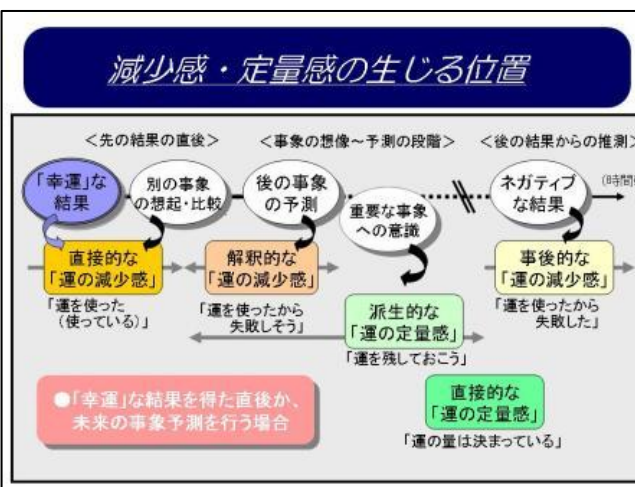 減少感・定量感の生じる位置
＜先の結果の直後＞
＜事象の想像～予測の段階＞
＜後の結果からの推測＞
「幸運」な
結果
別の事象
の想起・比較
後の事象
の予測
重要な事象
への意識
ネガティブ
な結果
直接的な
「運の減少感」
「運を使った
（使っている）」
解釈的な
「運の減少感」
「運を使ったから
失敗しそう」
派生的な
「運の定量感」
「運を残しておこう」
事後的な
「運の減少感」
「運を使ったから
失敗した」
●「幸運」な結果を得た直後か、
未来の事象予測を行う場合
直接的な
「運の定量感」
「運の量は決まっている」